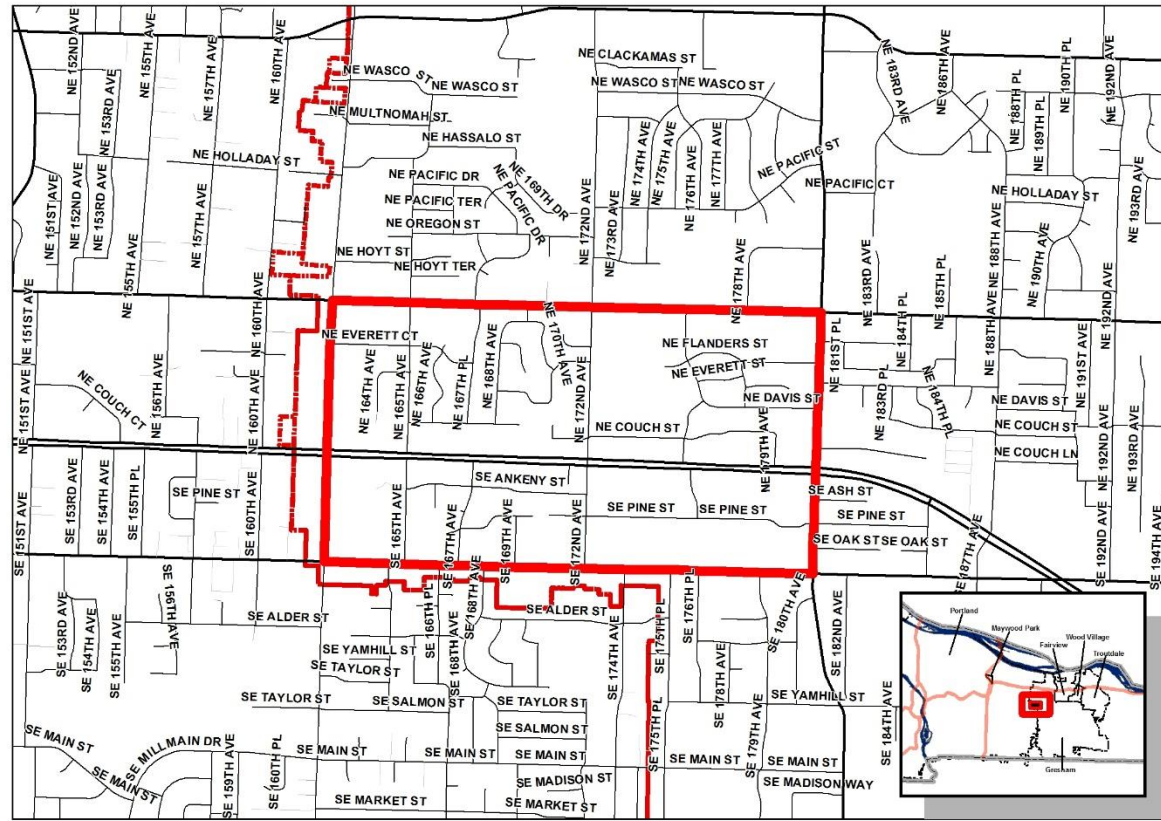 NE 152ND AVE
NE 153RD AVE
NE 155TH AVE
NE 157TH AVE
NE 160TH AVE
NE WASCO ST
NE WASCO ST
NE MULTNOMAH ST
NE HASSALO ST
NE HOLLADAY ST
NE PACIFIC DR
NE 169TH DR
NE PACIFIC DR
NE PACIFIC TER
NE OREGON ST
NE HOYT ST
NE HOYT TER
NE CLACKAMAS ST
NE WASCO ST
NE WASCO ST
NE 172ND AVE
NE 173RD AVE
NE 174TH AVE
NE 175TH AVE
NE 176TH AVE
NE 177TH AVE
NE PACIFIC ST
NE PACIFIC CT
NE 178TH AVE
NE 183RD AVE
NE 186TH AVE
NE 188TH PL
NE 189TH PL
NE 190TH PL
NE 192ND AVE
NE HOLLADAY ST
NE 193RD AVE
NE 151ST AVE
NE 152ND AVE
NE 153RD AVE
NE 157TH AVE
NE 155TH AVE
NE 183RD AVE
NE 184TH PL
NE 185TH PL
NE 188TH AVE
NE 188TH AVE
NE 190TH AVE
NE 192ND AVE
NE 151ST AVE
NE 151ST AVE
NE COUCH CT
NE 156TH AVE
NE 160TH AVE
NE 160TH AVE
NE EVERETT CT
NE 164TH AVE
NE 165TH AVE
NE 166TH AVE
NE 167TH PL
NE 168TH AVE
NE 170TH AVE
NE 172ND AVE
NE FLANDERS ST
NE EVERETT ST
NE DAVIS ST
NE COUCH ST
NE 179TH AVE
NE 181ST PL
NE 183RD PL
NE 184TH PL
NE DAVIS ST
NE COUCH ST
NE COUCH LN
NE 191ST AVE
NE 192ND AVE
NE 193RD AVE
SE 151ST AVE
SE 153RD AVE
SE 154TH AVE
SE 155TH PL
SE PINE ST
SE 160TH AVE
SE 165TH AVE
SE 167TH AVE
SE ANKENY ST
SE 169TH AVE
SE 172ND AVE
SE PINE ST
SE PINE ST
SE ASH ST
SE PINE ST
SE OAK ST
SE OAK ST
SE 187TH AVE
SE 192ND AVE
SE 194TH AVE
SE 153RD AVE
SE 154TH AVE
SE 155TH AVE
SE 156TH AVE
SE ALDER ST
SE 166TH PL
SE 168TH AVE
SE 168TH AVE
SE YAMHILL ST
SE TAYLOR ST
SE TAYLOR ST
SE SALMON ST
SE TAYLOR ST
SE SALMON ST
SE 174TH AVE
SE 175TH PL
SE 175TH PL
SE 176TH PL
SE 178TH AVE
SE 179TH AVE
SE 180TH AVE
SE 182ND AVE
SE YAMHILL ST
SE 184TH AVE
SE MAIN ST
SE MAIN ST
SE MILL MAIN DR
SE 159TH AVE
SE 160TH PL
SE MAIN ST
SE MARKET ST
SE MAIN ST
SE MADISON ST
SE MARKET ST
SE MAIN ST
SE MADISON WAY
Portland
Maywood Park
Fairview
Wood Village
Troutdale
Gresham